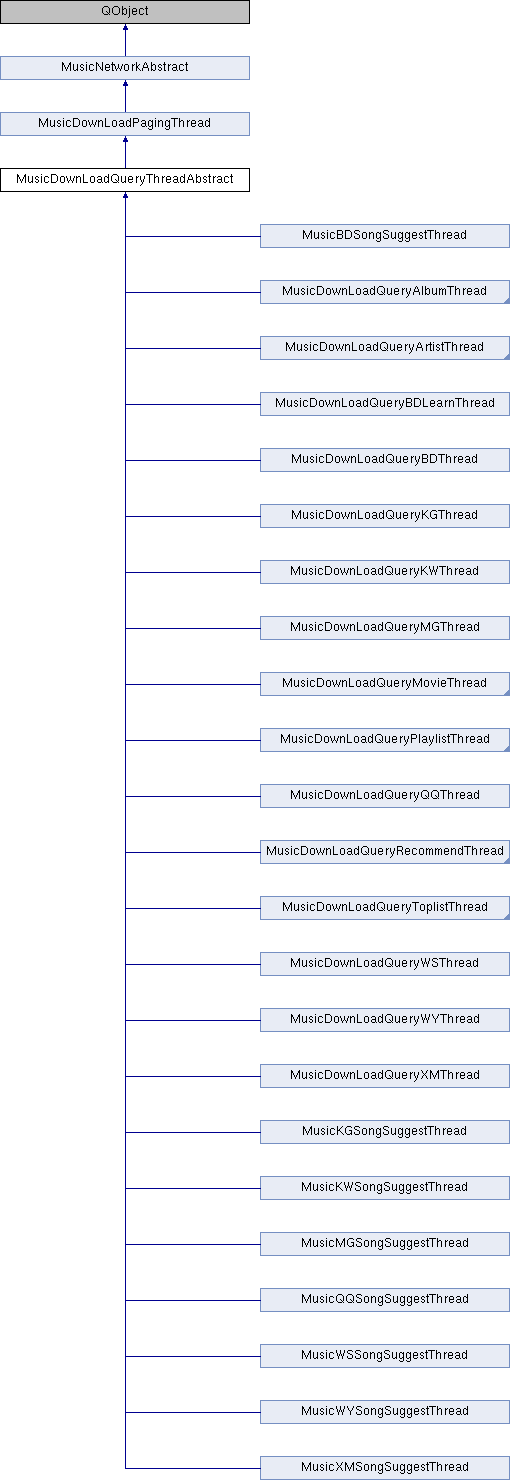 QObject
MusicNetworkAbstract
MusicDownLoadPagingThread
MusicDownLoadQueryThreadAbstract
MusicBDSongSuggestThread
MusicDownLoadQueryAlbumThread
MusicDownLoadQueryArtistThread
MusicDownLoadQueryBDLearnThread
MusicDownLoadQueryBDThread
MusicDownLoadQueryKGThread
MusicDownLoadQueryKWThread
MusicDownLoadQueryMGThread
MusicDownLoadQueryMovieThread
MusicDownLoadQueryPlaylistThread
MusicDownLoadQueryQQThread
MusicDownLoadQueryRecommendThread
MusicDownLoadQueryToplistThread
MusicDownLoadQueryWSThread
MusicDownLoadQueryWYThread
MusicDownLoadQueryXMThread
MusicKGSongSuggestThread
MusicKWSongSuggestThread
MusicMGSongSuggestThread
MusicQQSongSuggestThread
MusicWSSongSuggestThread
MusicWYSongSuggestThread
MusicXMSongSuggestThread